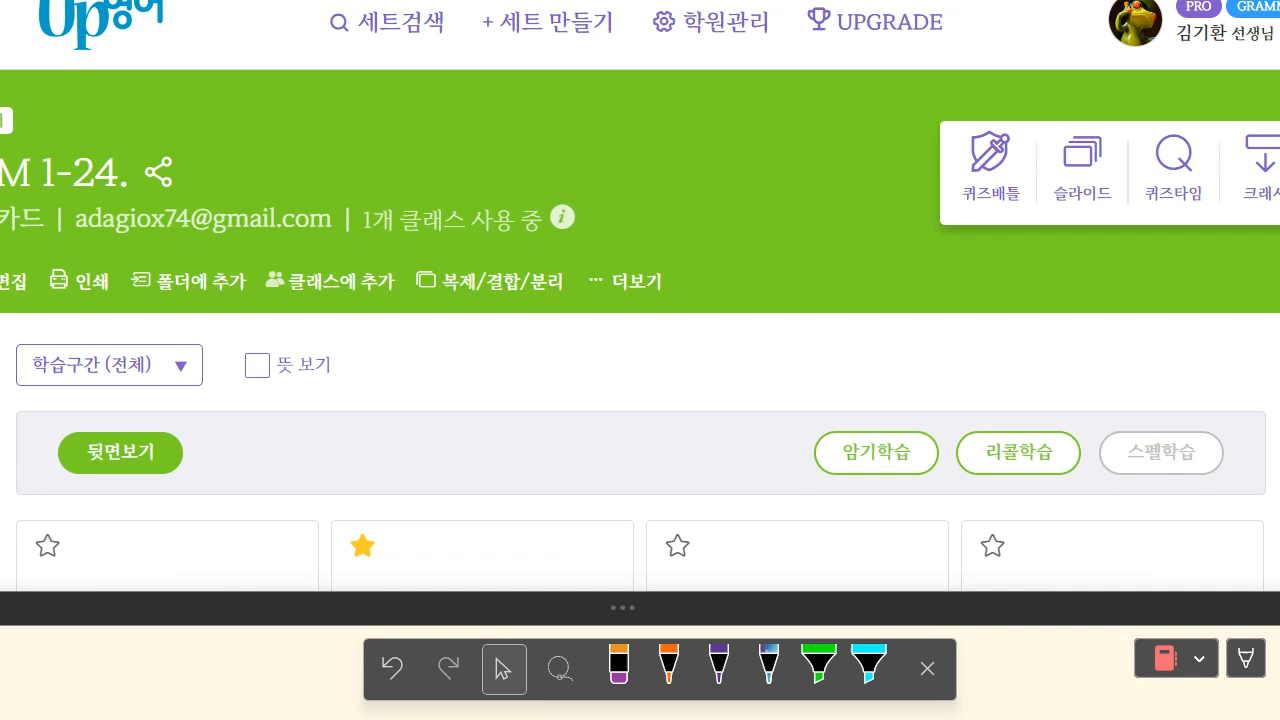 Up영어
세트검색
+ 세트 만들기
학원관리
UPGRADE
PRO
김기환 선생님
M 1-24.
카드 | adagiox74@gmail.com | 1개 클래스 사용 중
편집
인쇄
폴더에 추가
클래스에 추가
복제/결합/분리
··· 더보기
퀴즈배틀
슬라이드
퀴즈타임
학습구간 (전체) ▼
뜻 보기
뒷면보기
암기학습
리콜학습
스펠학습